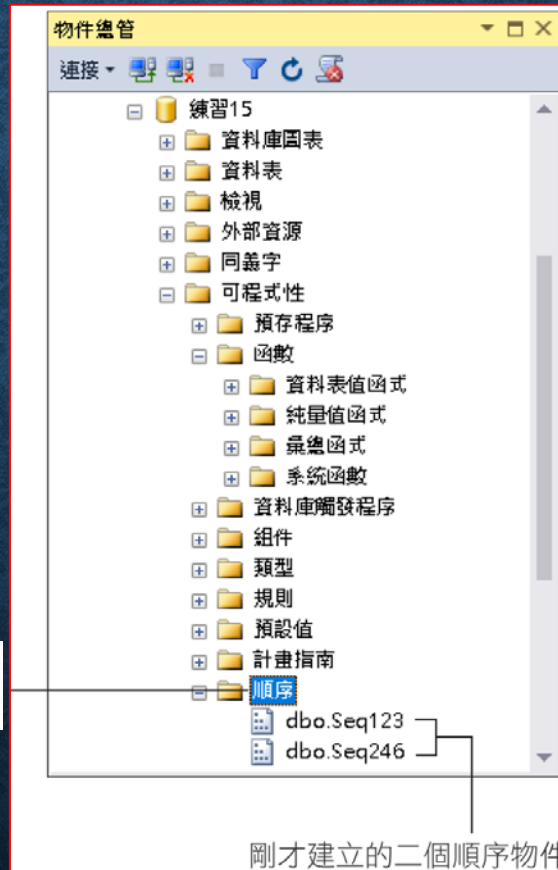 物件總管
連接
練習15
資料庫圖表
資料表
檢視
外部資源
同義字
可程式性
預存程序
函數
資料表值函式
純量值函式
彙總函式
系統函數
資料庫觸發程序
組件
類型
規則
預設值
計畫指南
順序
dbo.Seq123
dbo.Seq246
剛才建立的二個順序物件